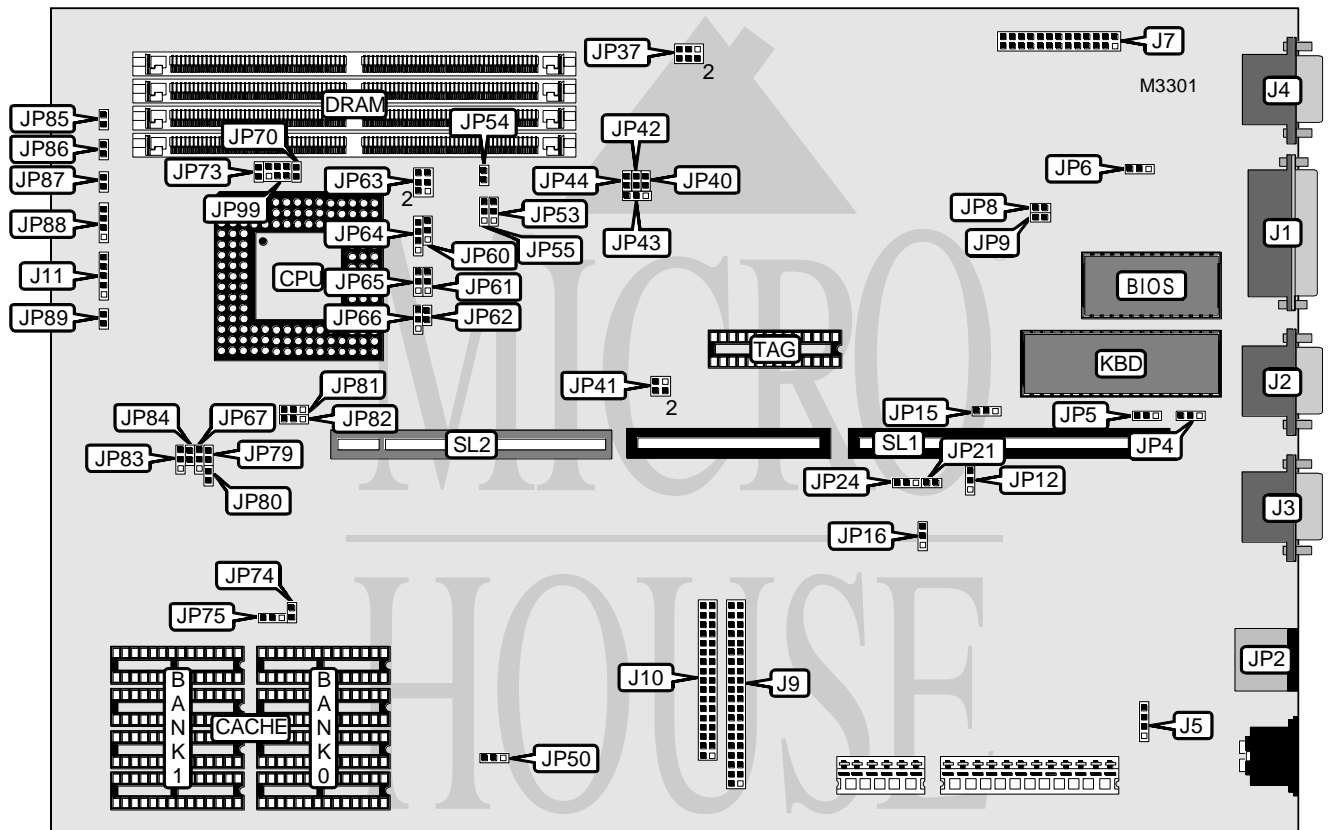 JP37
2
J7
M3301
J4
DRAM
JP85
JP86
JP87
JP88
J11
JP89
JP70
JP73
JP99
JP54
JP42
JP44
JP40
JP43
JP6
JP63
2
JP53
JP64
JP60
JP55
JP8
JP9
J1
CPU
JP65
JP61
JP66
JP62
BIOS
TAG
KBD
J2
JP81
JP82
JP84
JP67
JP83
JP79
JP80
JP41
2
JP15
JP5
JP4
SL2
SL1
JP21
JP24
JP12
JP16
J3
MICRO
HOUSE
JP74
JP75
BANK1
CACHE
BANK0
J10
J9
JP2
J5
JP50